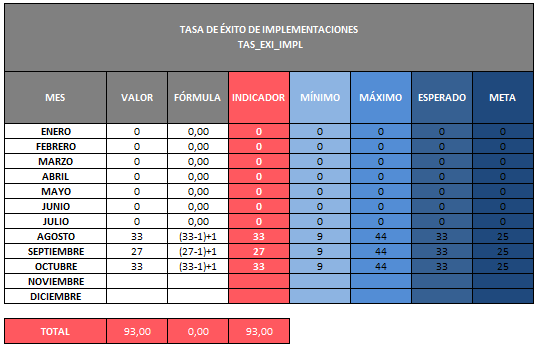 TASA DE ÉXITO DE IMPLEMENTACIONES
TAS_EXI_IMPL
MES VALOR FÓRMULA INDICADOR MÍNIMO MÁXIMO ESPERADO META
ENERO 0 0,00 0 0 0 0 0
FEBRERO 0 0,00 0 0 0 0 0
MARZO 0 0,00 0 0 0 0 0
ABRIL 0 0,00 0 0 0 0 0
MAYO 0 0,00 0 0 0 0 0
JUNIO 0 0,00 0 0 0 0 0
JULIO 0 0,00 0 0 0 0 0
AGOSTO 33 (33-1)+1 33 9 44 33 25
SEPTIEMBRE 27 (27-1)+1 27 9 44 33 25
OCTUBRE 33 (33-1)+1 33 9 44 33 25
NOVIEMBRE
DICIEMBRE
TOTAL 93,00 0,00 93,00